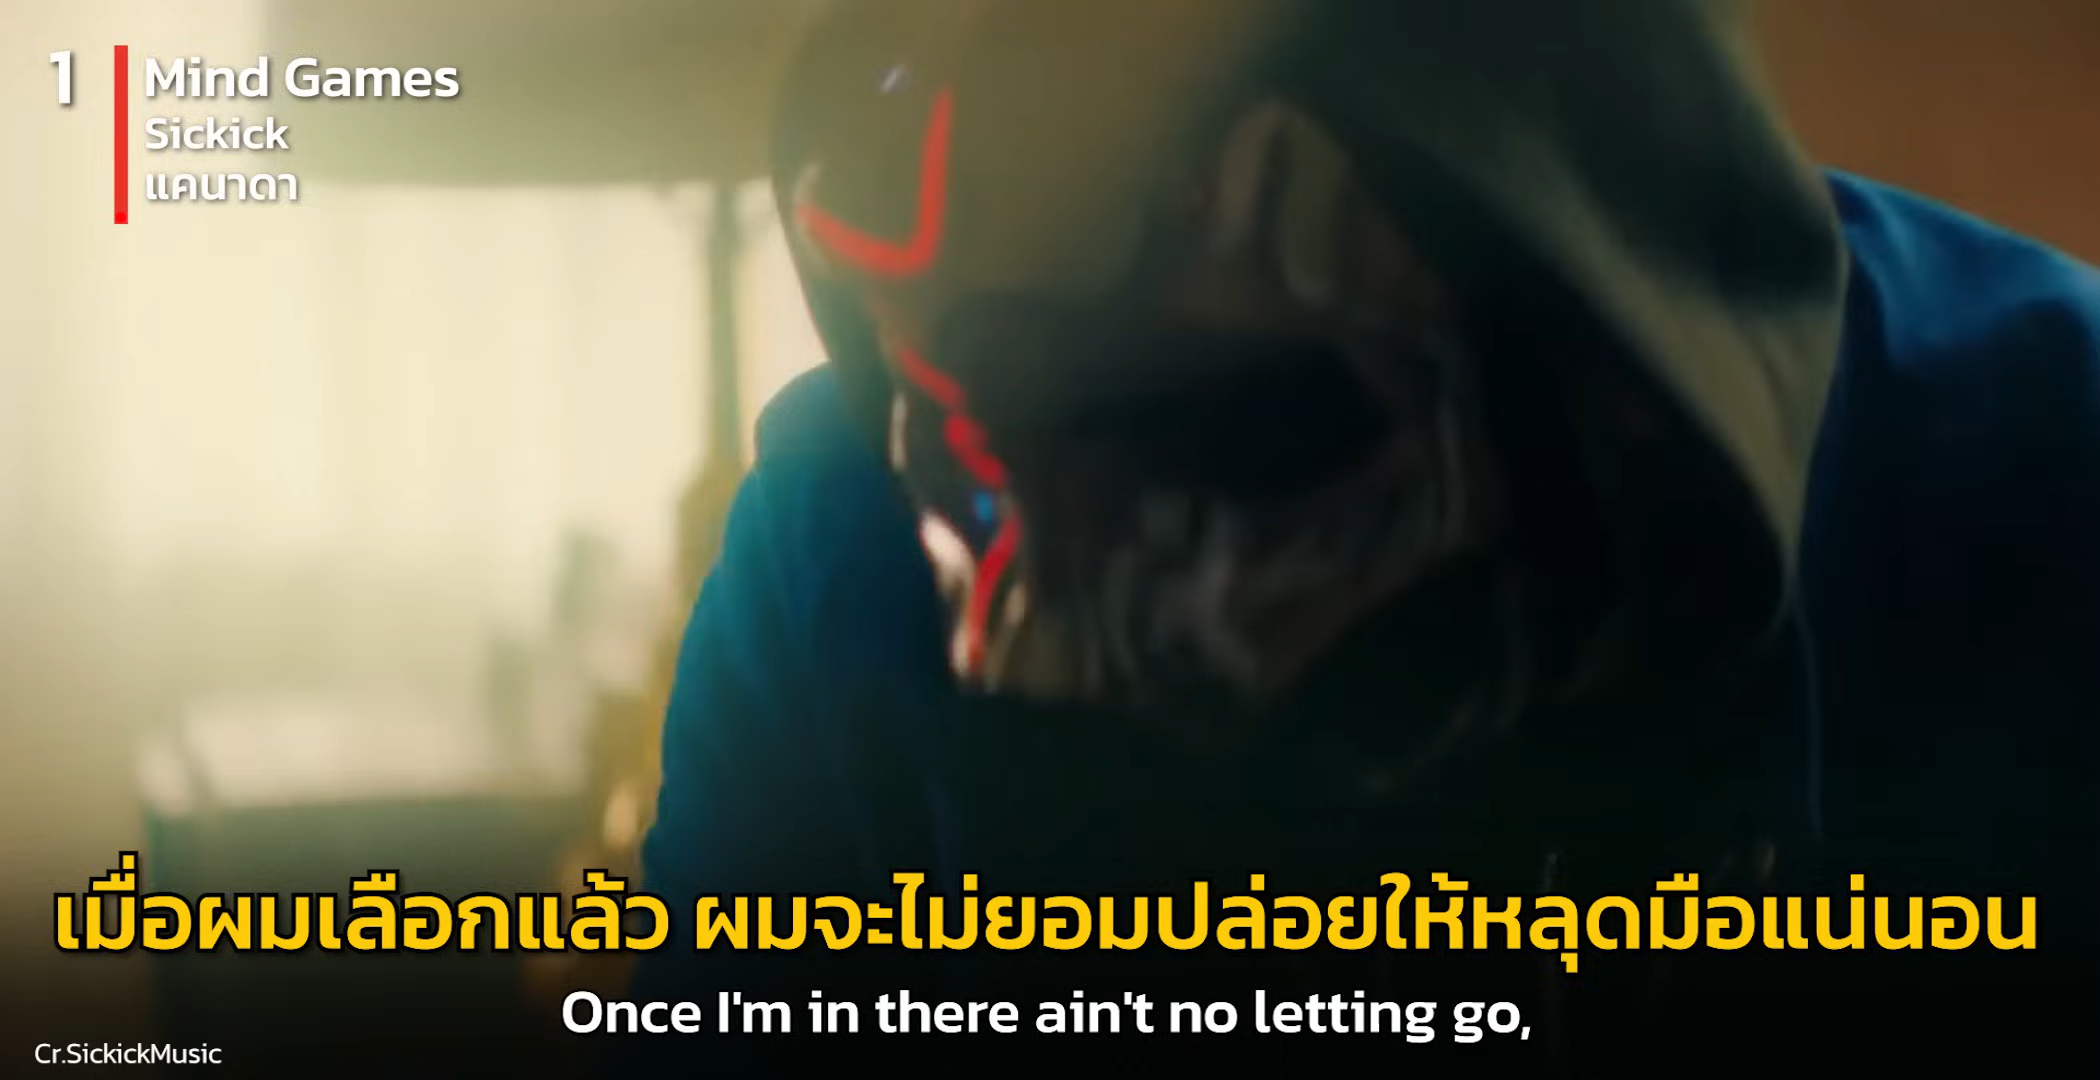 1
Mind Games
Sickick
แคนาดา
เมื่อผมเลือกแล้ว ผมจะไม่ยอมปล่อยให้หลุดมือแน่นอน
Once I'm in there ain't no letting go,
Cr.SickickMusic